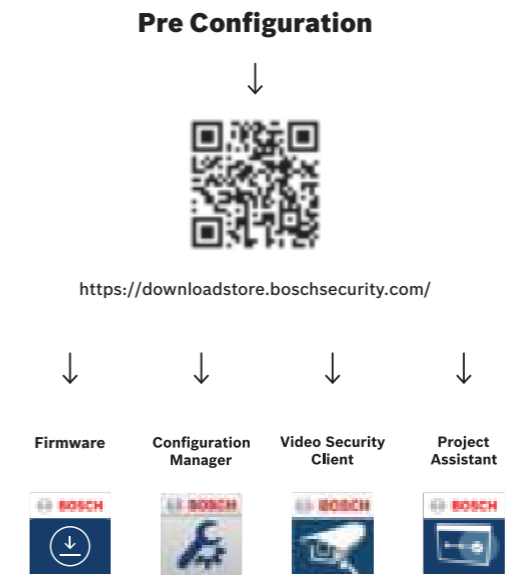 Pre Configuration
https://downloadstore.boschsecurity.com/
Firmware
Configuration
Manager
Video Security
Client
Project
Assistant
BOSCH
BOSCH
BOSCH
BOSCH